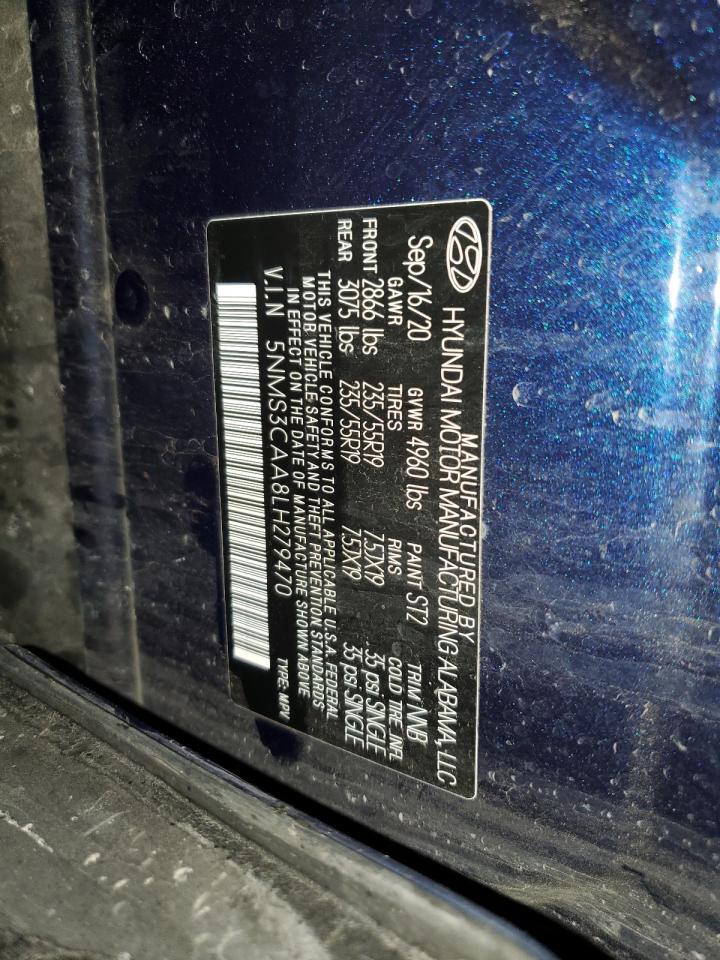 MANUFACTURED BY
HYUNDAI MOTOR MANUFACTURING ALABAMA, LLC
Sep/16/20 GVWR 4960 lbs PAINT ST2 TRIM NNB
GAWR TIRES RIMS COLD TIRE. INFL
FRONT 2866 lbs 235/55R19 7.5JX19 35 psi. SINGLE
REAR 3075 lbs 235/55R19 7.5JX19 35 psi. SINGLE
THIS VEHICLE CONFORMS TO ALL APPLICABLE U.S.A. FEDERAL
MOTOR VEHICLE SAFETY AND THEFT PREVENTION STANDARDS
IN EFFECT ON THE DATE OF MANUFACTURE SHOWN ABOVE
V.I.N 5NMS3CAA8LH279470 TYPE: MPV